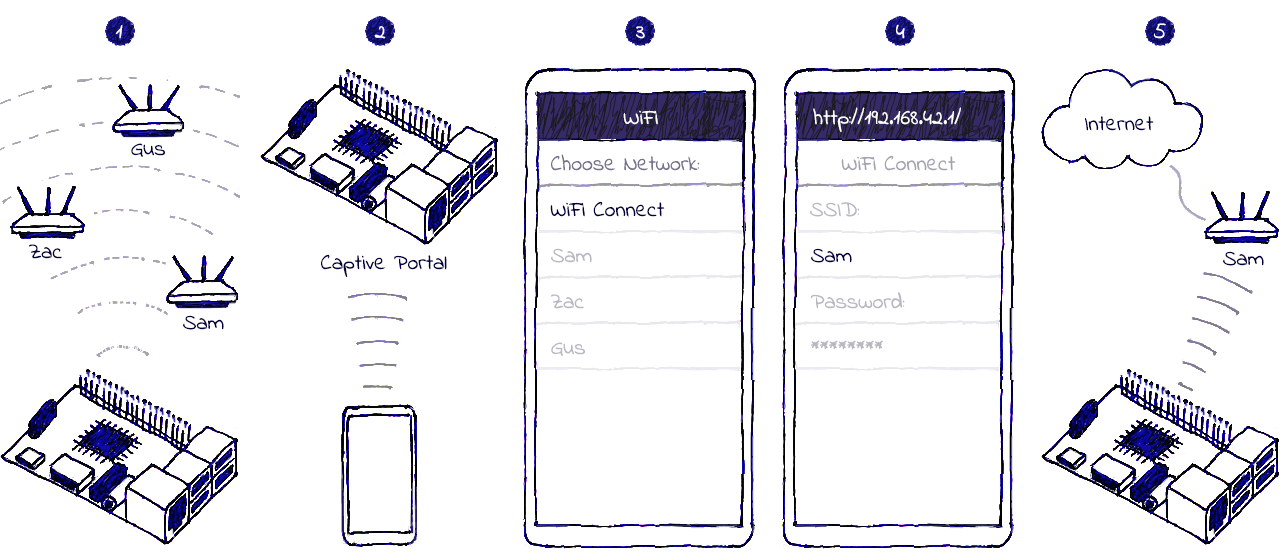 1
Gus
Zac
Sam
2
Captive Portal
3
WiFi
Choose Network:
WiFi Connect
Sam
Zac
Gus
4
http://192.168.42.1/
WiFi Connect
SSID:
Sam
Password:
********
5
Internet
Sam